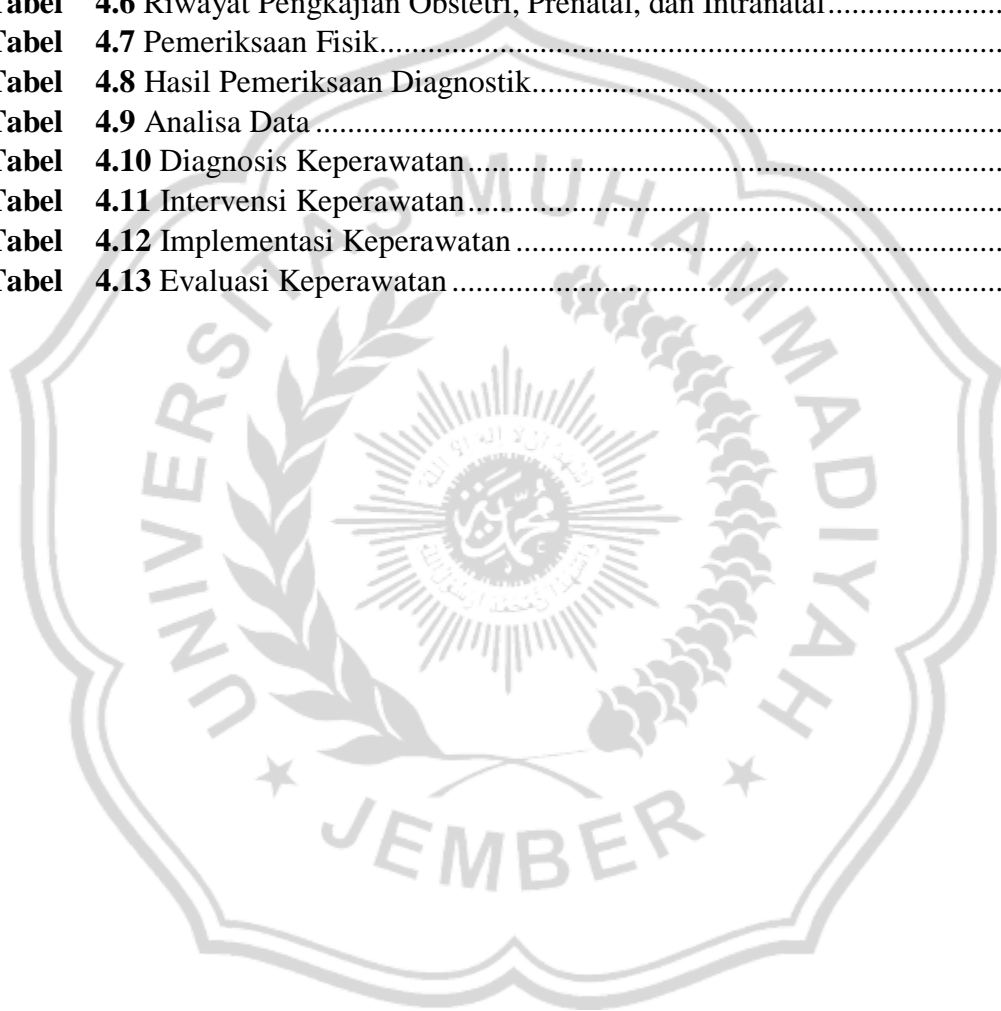 Tabel 4.6 Riwayat Pengkajian Obstetri, Prenatal, dan Intranatal...........................
Tabel 4.7 Pemeriksaan Fisik...............................................................................
Tabel 4.8 Hasil Pemeriksaan Diagnostik............................................................
Tabel 4.9 Analisa Data .......................................................................................
Tabel 4.10 Diagnosis Keperawatan.....................................................................
Tabel 4.11 Intervensi Keperawatan.....................................................................
Tabel 4.12 Implementasi Keperawatan ..............................................................
Tabel 4.13 Evaluasi Keperawatan ......................................................................
UNIVERSITAS MUHAMMADIYAH
JEMBER